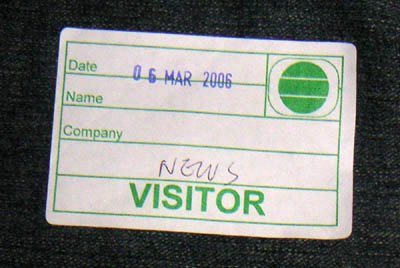 Date 06 MAR 2006
Name
Company
NEWS
VISITOR